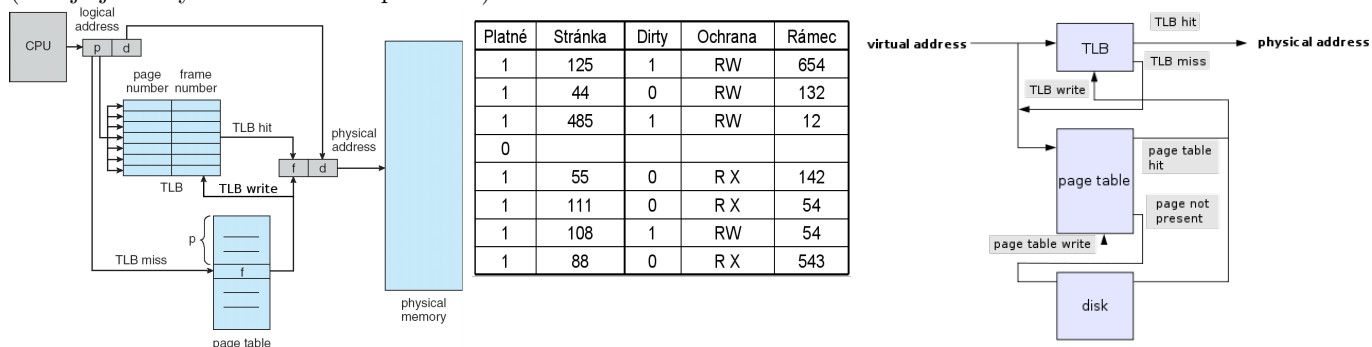 logical
address
CPU
p d
page number
frame number
TLB hit
TLB
TLB write
f d
physical
address
p
TLB miss
f
page table
physical
memory
Platné Stránka Dirty Ochrana Rámec
1 125 1 RW 654
1 44 0 RW 132
1 485 1 RW 12
0
1 55 0 R X 142
1 111 0 R X 54
1 108 1 RW 54
1 88 0 R X 543
virtual address
TLB
TLB hit
physical address
TLB miss
TLB write
page table
page table
hit
page not
present
page table write
disk